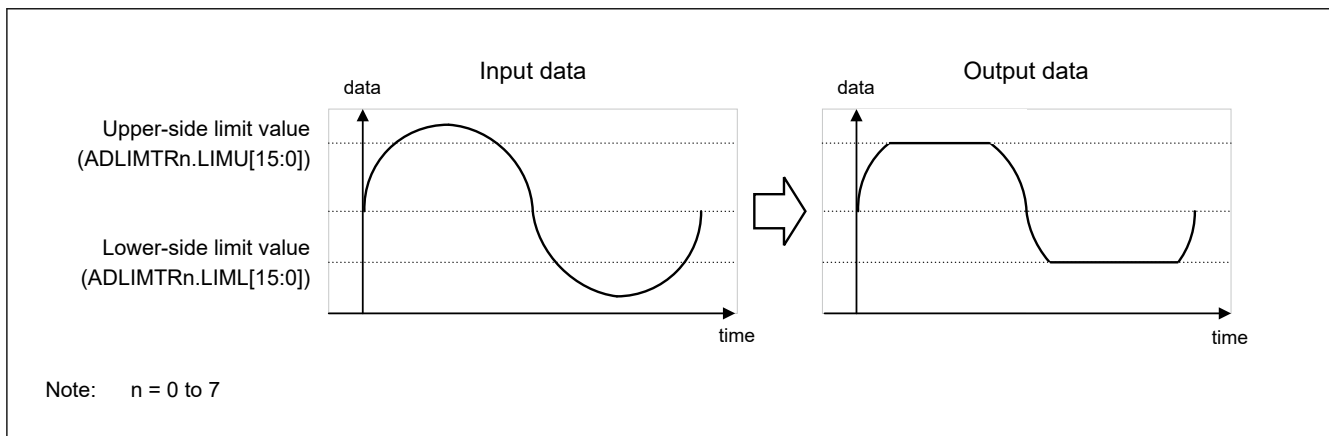 Input data
Output data
data
data
Upper-side limit value
(ADLIMTRn.LIMU[15:0])
Lower-side limit value
(ADLIMTRn.LIML[15:0])
time
time
Note: n = 0 to 7